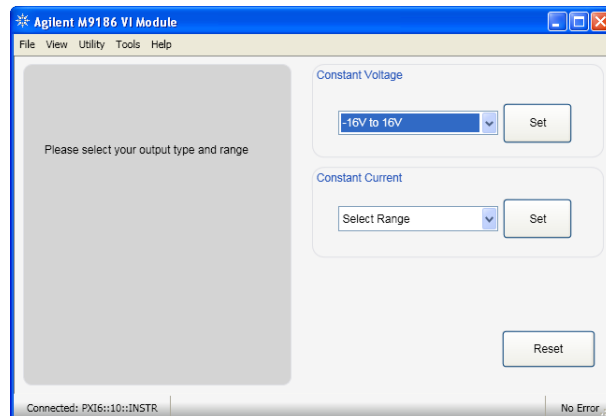 Agilent M9186 VI Module
File View Utility Tools Help
Please select your output type and range
Constant Voltage
-16V to 16V
Set
Constant Current
Select Range
Set
Reset
Connected: PXI6::10::INSTR
No Error